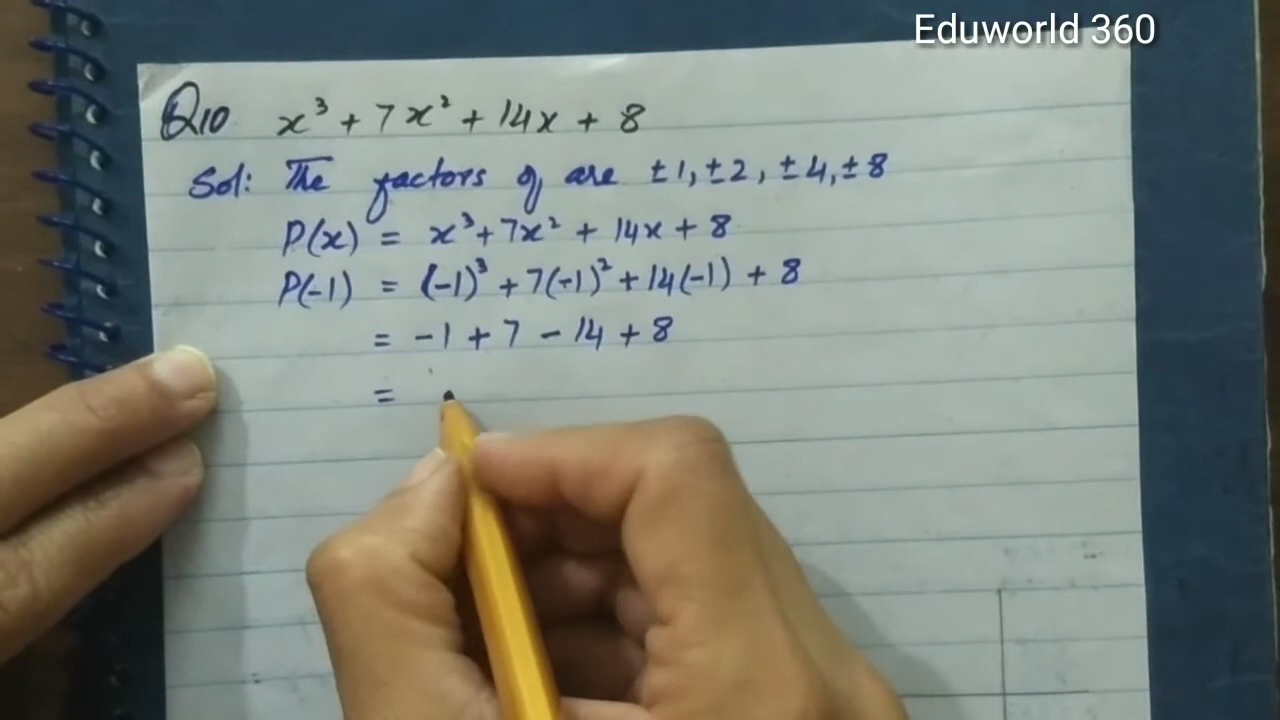 Eduworld 360
Q10 x³ + 7x² + 14x + 8
Sol: The factors of are ±1, ±2, ±4, ±8
P(x) = x³ + 7x² + 14x + 8
P(-1) = (-1)³ + 7(-1)² + 14(-1) + 8
= -1 + 7 - 14 + 8
=